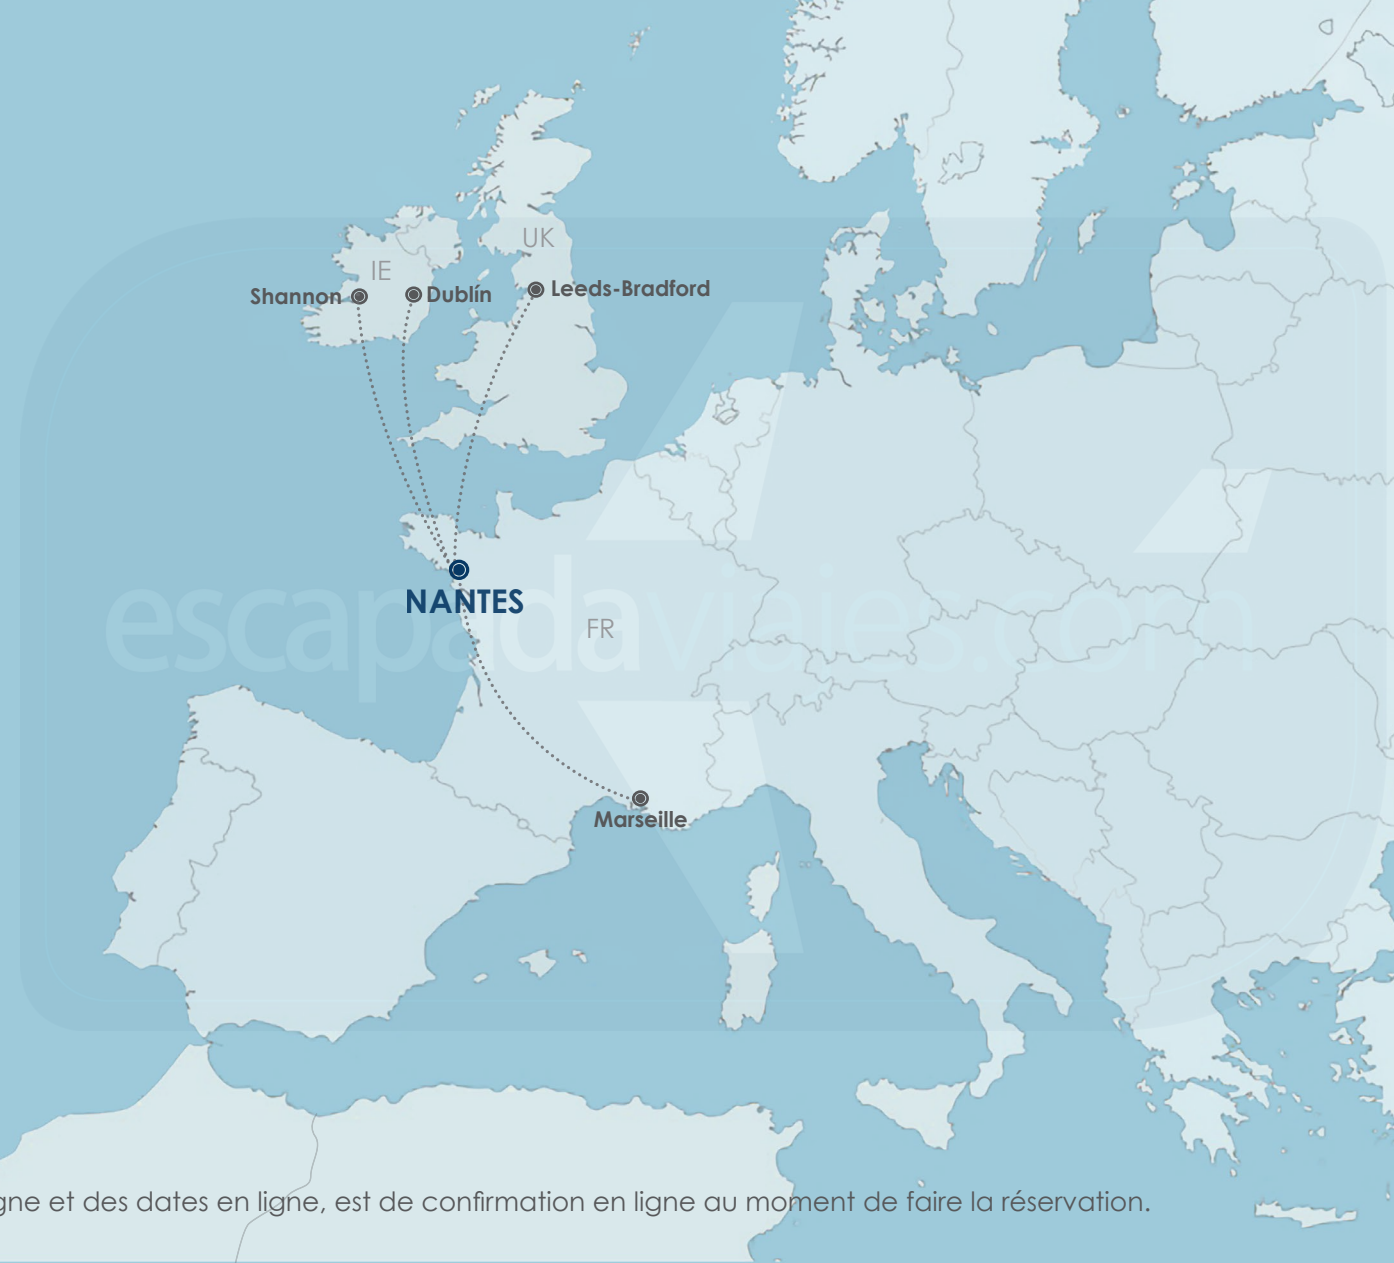 UK
IE
Shannon
Dublín
Leeds-Bradford
NANTES
escapadaviajes.com
FR
Marseille
gne et des dates en ligne, est de confirmation en ligne au moment de faire la réservation.